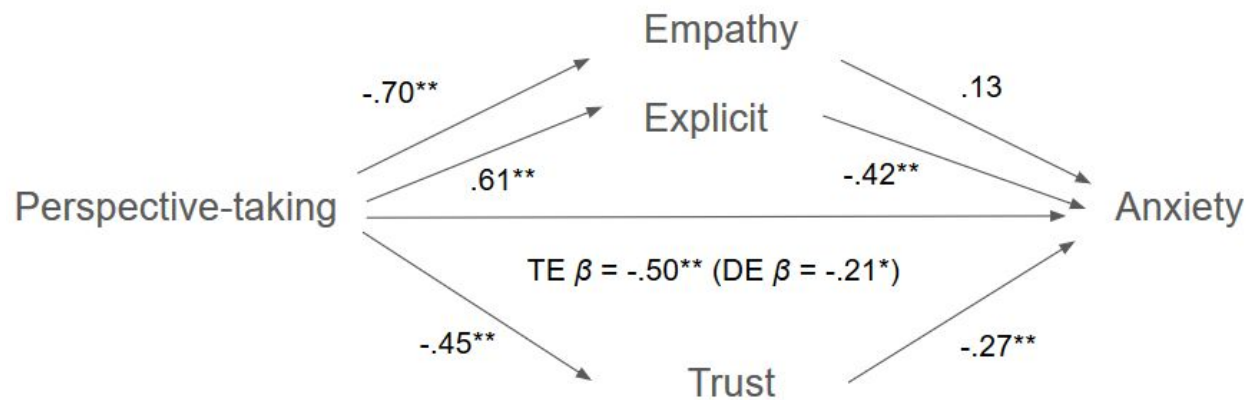 Empathy
-.70**
.13
Explicit
.61**
-.42**
Perspective-taking
Anxiety
TE β = -.50** (DE β = -.21*)
-.45**
-.27**
Trust